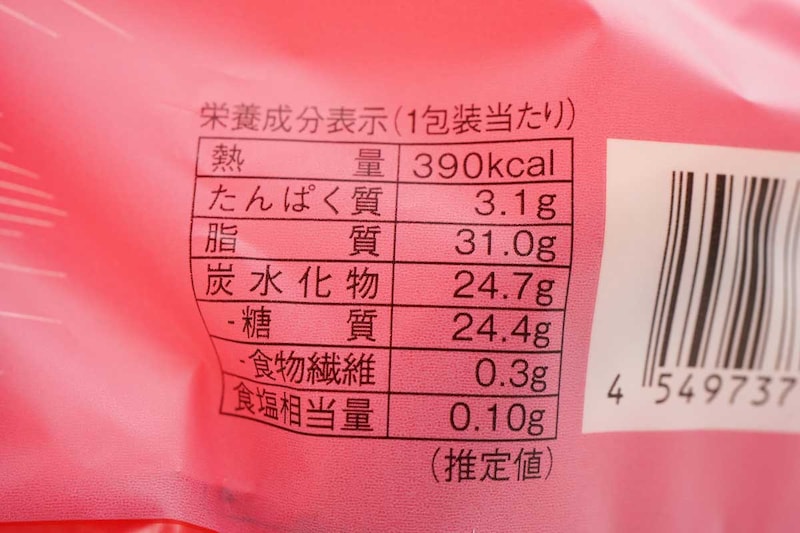 栄養成分表示(1包装当たり)
熱量 390kcal
たんぱく質 3.1g
脂質 31.0g
炭水化物 24.7g
-糖質 24.4g
-食物繊維 0.3g
食塩相当量 0.10g
(推定値)
4 549737